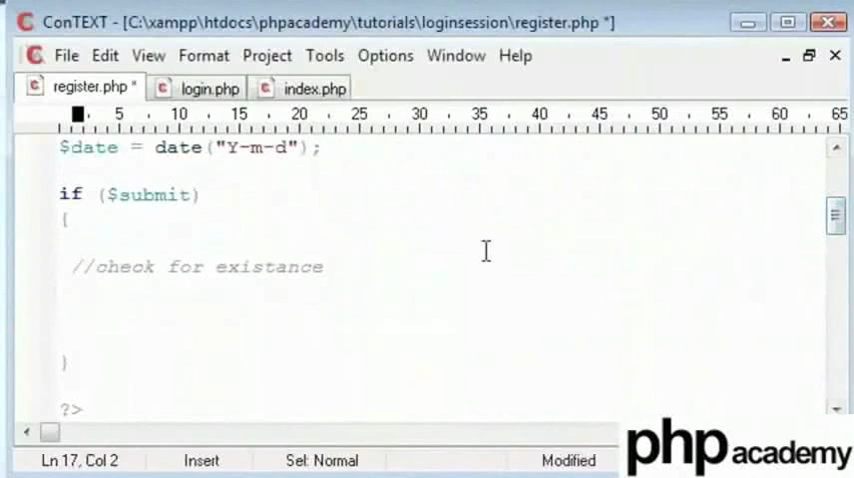 ConTEXT - [C:\xampp\htdocs\phpacademy\tutorials\loginsession\register.php *]
File Edit View Format Project Tools Options Window Help
register.php * login.php index.php
5 10 15 20 25 30 35 40 45 50 55 60 65
$date = date("Y-m-d");
if ($submit)
{
//check for existance
}
?>
Ln 17, Col 2 Insert Sel: Normal Modified
php academy